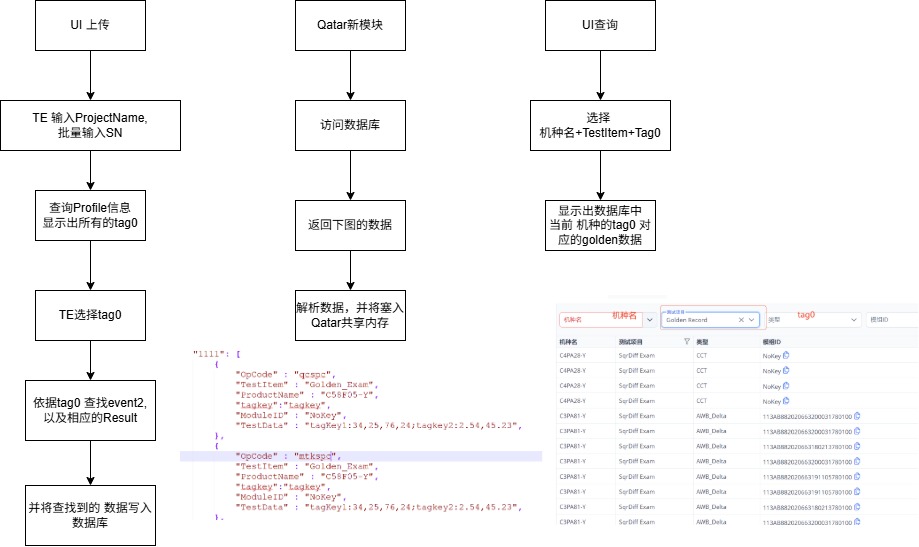 UI 上传
TE 输入ProjectName,
批量输入SN
查询Profile信息
显示出所有的tag0
TE选择tag0
依据tag0 查找event2,
以及相应的Result
并将查找到的 数据写入
数据库
Qatar新模块
访问数据库
返回下图的数据
解析数据，并将塞入
Qatar共享内存
"1111": [
{
"OpCode" : "qcspc",
"TestItem" : "Golden_Exam",
"ProductName" : "C58F05-Y",
"tagkey":"tagkey",
"ModuleID" : "NoKey",
"TestData" : "tagKey1:34,25,76,24;tagkey2:2.54,45.23",
},
{
"OpCode" : "mtkspc",
"TestItem" : "Golden_Exam",
"ProductName" : "C58F05-Y",
"tagkey":"tagkey",
"ModuleID" : "NoKey",
"TestData" : "tagKey1:34,25,76,24;tagkey2:2.54,45.23",
},
UI查询
选择
机种名+TestItem+Tag0
显示出数据库中
当前 机种的tag0 对
应的golden数据
机种名 机种名 测试项目 Golden Record 类型 tag0 模组ID
机种名 测试项目 类型 模组ID
C4PA28-Y SqrDiff Exam CCT NoKey
C4PA28-Y SqrDiff Exam CCT NoKey
C4PA28-Y SqrDiff Exam CCT NoKey
C4PA28-Y SqrDiff Exam CCT NoKey
C3PA81-Y SqrDiff Exam AWB_Delta 113AB882020663200031780100
C3PA81-Y SqrDiff Exam AWB_Delta 113AB882020663200031780100
C3PA81-Y SqrDiff Exam AWB_Delta 113AB882020663180213780100
C3PA81-Y SqrDiff Exam AWB_Delta 113AB882020663200031780100
C3PA81-Y SqrDiff Exam AWB_Delta 113AB882020663191105780100
C3PA81-Y SqrDiff Exam AWB_Delta 113AB882020663191105780100
C3PA81-Y SqrDiff Exam AWB_Delta 113AB882020663180213780100
C3PA81-Y SqrDiff Exam AWB_Delta 113AB882020663200031780100